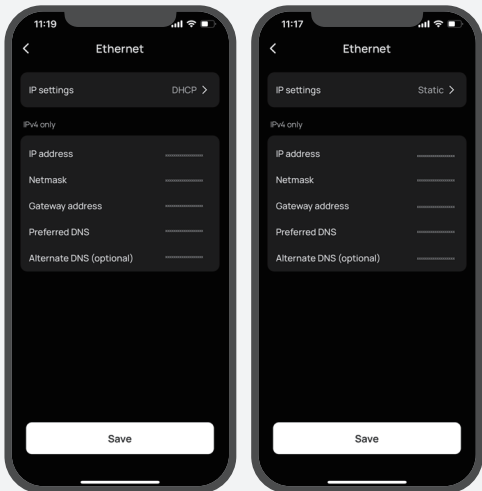 11:19
Ethernet
IP settings DHCP
IPv4 only
IP address
Netmask
Gateway address
Preferred DNS
Alternate DNS (optional)
Save
11:17
Ethernet
IP settings Static
IPv4 only
IP address
Netmask
Gateway address
Preferred DNS
Alternate DNS (optional)
Save